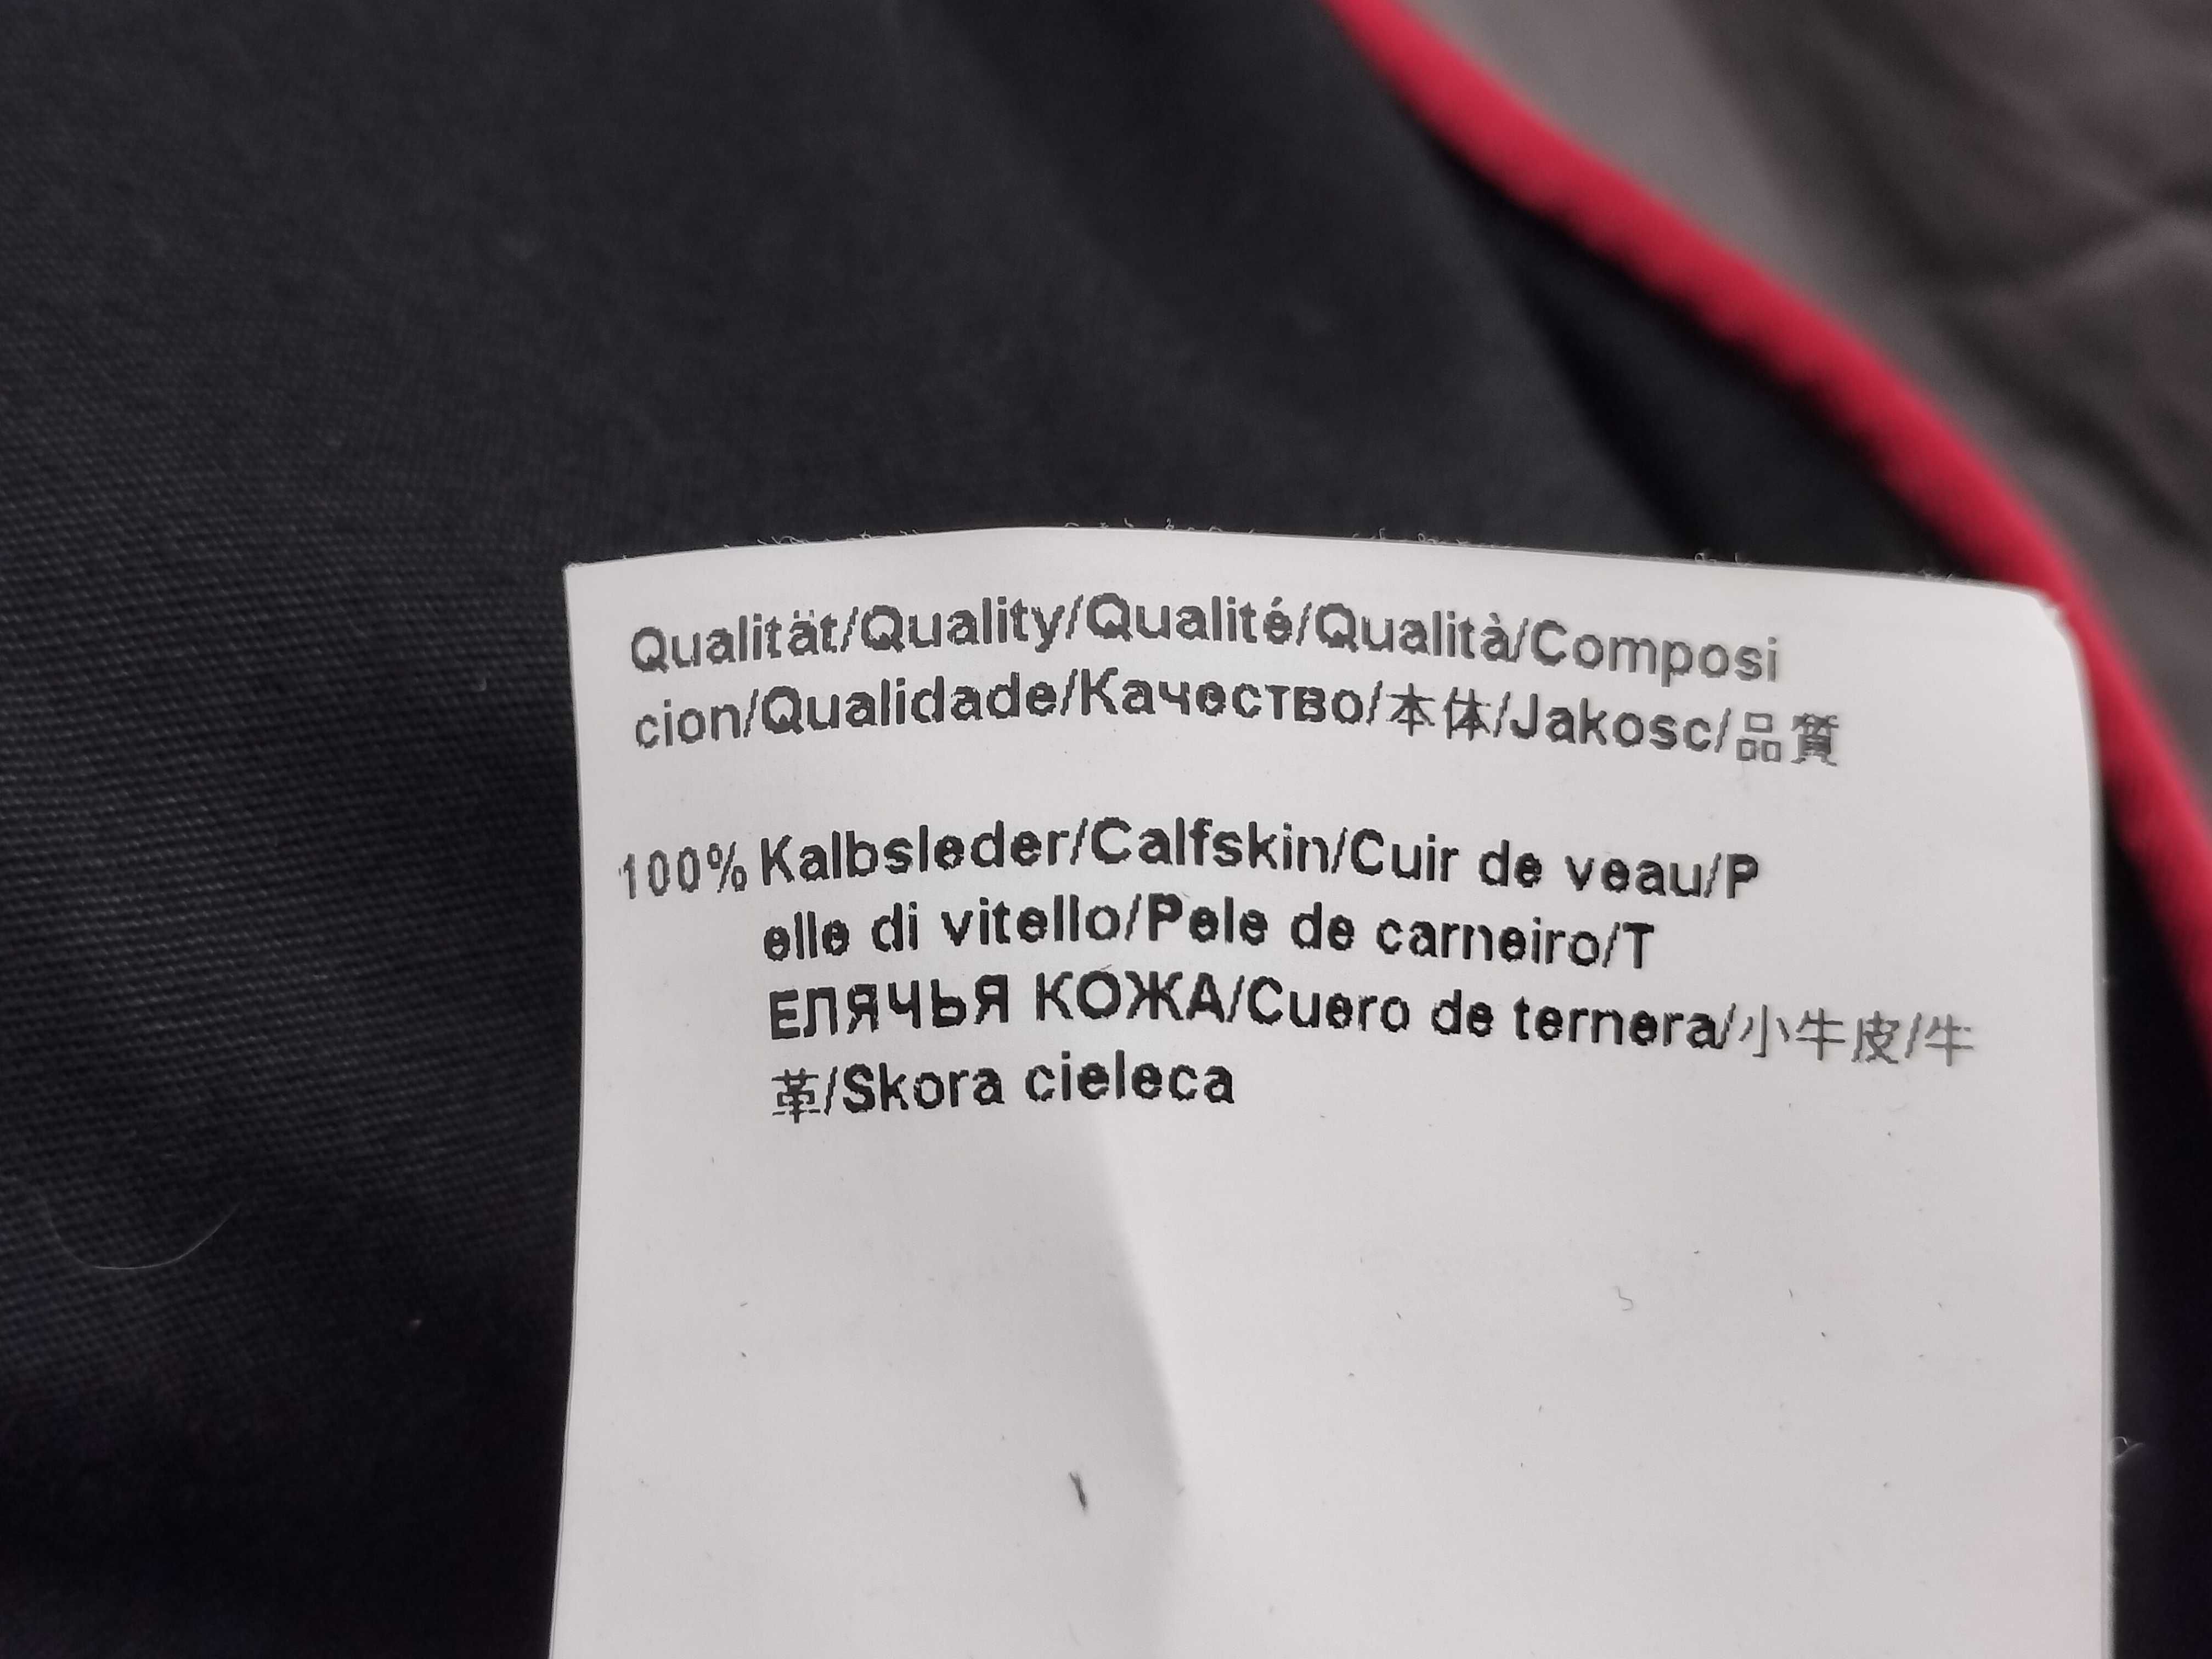 Qualität/Quality/Qualité/Qualità/Composi
cion/Qualidade/Качество/本体/Jakosc/品質
100% Kalbsleder/Calfskin/Cuir de veau/P
elle di vitello/Pele de carneiro/T
ЕЛЯЧЬЯ КОЖА/Cuero de ternera/小牛皮/牛
革/Skora cieleca